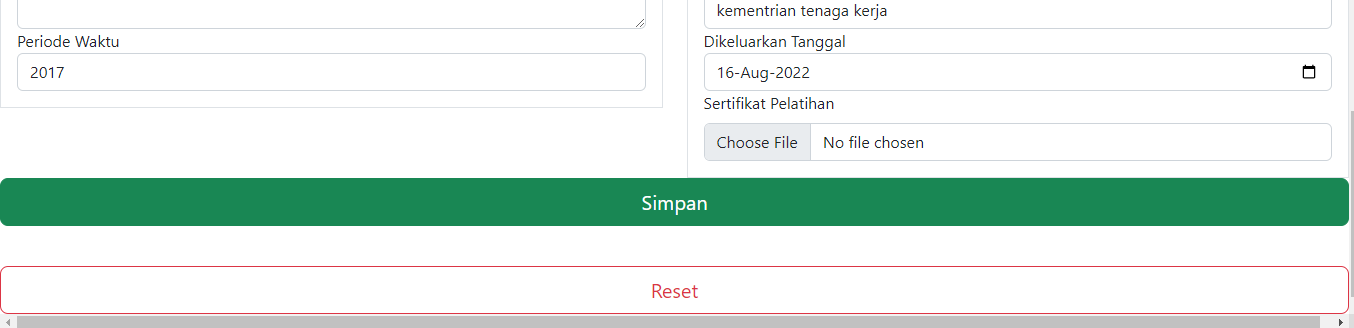 Periode Waktu
2017
kementrian tenaga kerja
Dikeluarkan Tanggal
16-Aug-2022
Sertifikat Pelatihan
Choose File No file chosen
Simpan
Reset